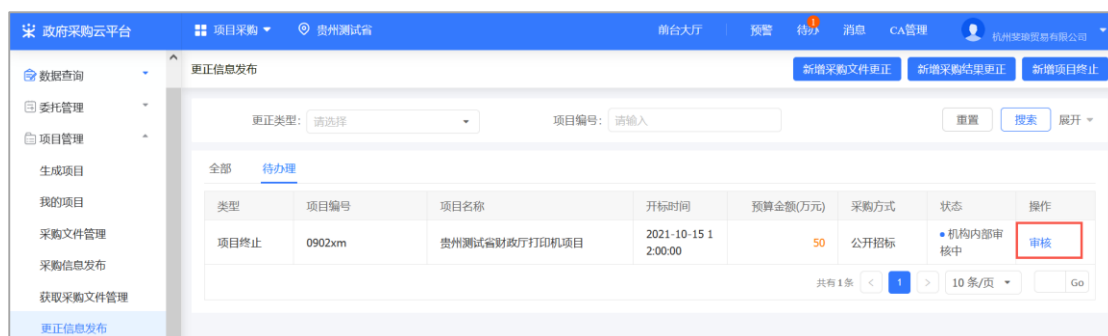 政府采购云平台
项目采购
贵州测试省
前台大厅
预警
待办
消息
CA管理
杭州斐琅贸易有限公司
数据查询
委托管理
项目管理
生成项目
我的项目
采购文件管理
采购信息发布
获取采购文件管理
更正信息发布
更正信息发布
新增采购文件更正
新增采购结果更正
新增项目终止
更正类型: 请选择
项目编号: 请输入
重置
搜索
展开
全部
待办理
类型 项目编号 项目名称 开标时间 预算金额(万元) 采购方式 状态 操作
项目终止 0902xm 贵州测试省财政厅打印机项目 2021-10-15 1 50 公开招标 机构内部审 审核
2:00:00 核中
共有1条 < 1 > 10 条/页 Go